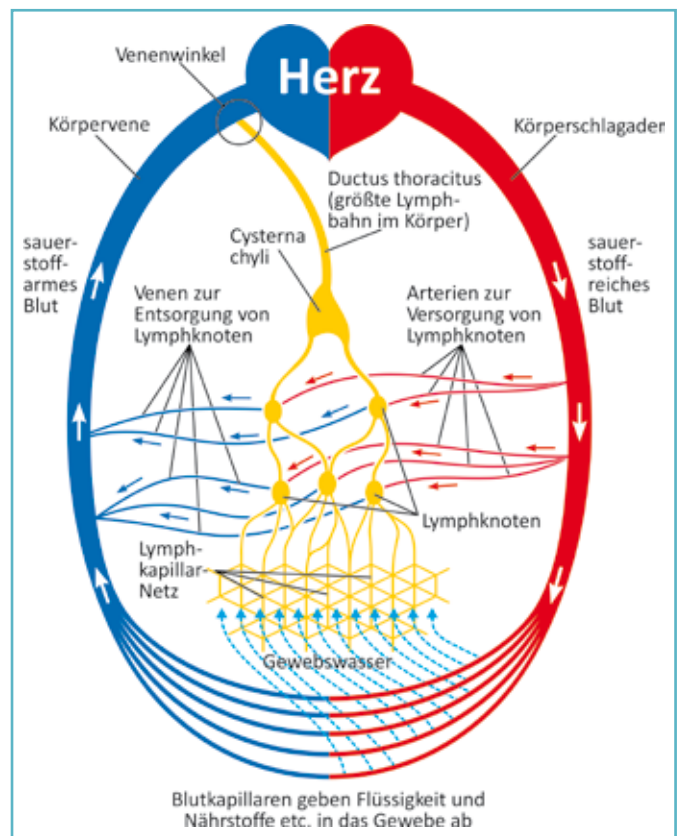 Venenwinkel
Herz
Körpervene
Körperschlagader
Ductus thoracitus
(größte Lymph-
bahn im Körper)
Cysterna
chyli
sauer-
stoff-
armes
Blut
sauer-
stoff-
reiches
Blut
Venen zur
Entsorgung von
Lymphknoten
Arterien zur
Versorgung von
Lymphknoten
Lymphknoten
Lymph-
kapillar-
Netz
Gewebswasser
Blutkapillaren geben Flüssigkeit und
Nährstoffe etc. in das Gewebe ab